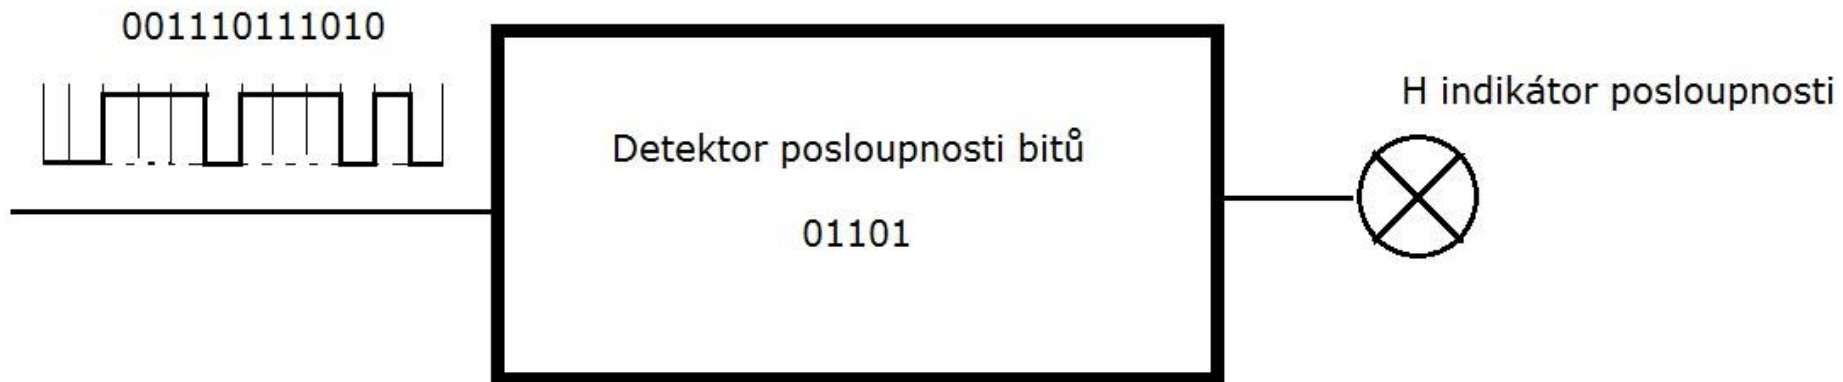 001110111010
H indikátor posloupnosti
Detektor posloupnosti bitů
01101